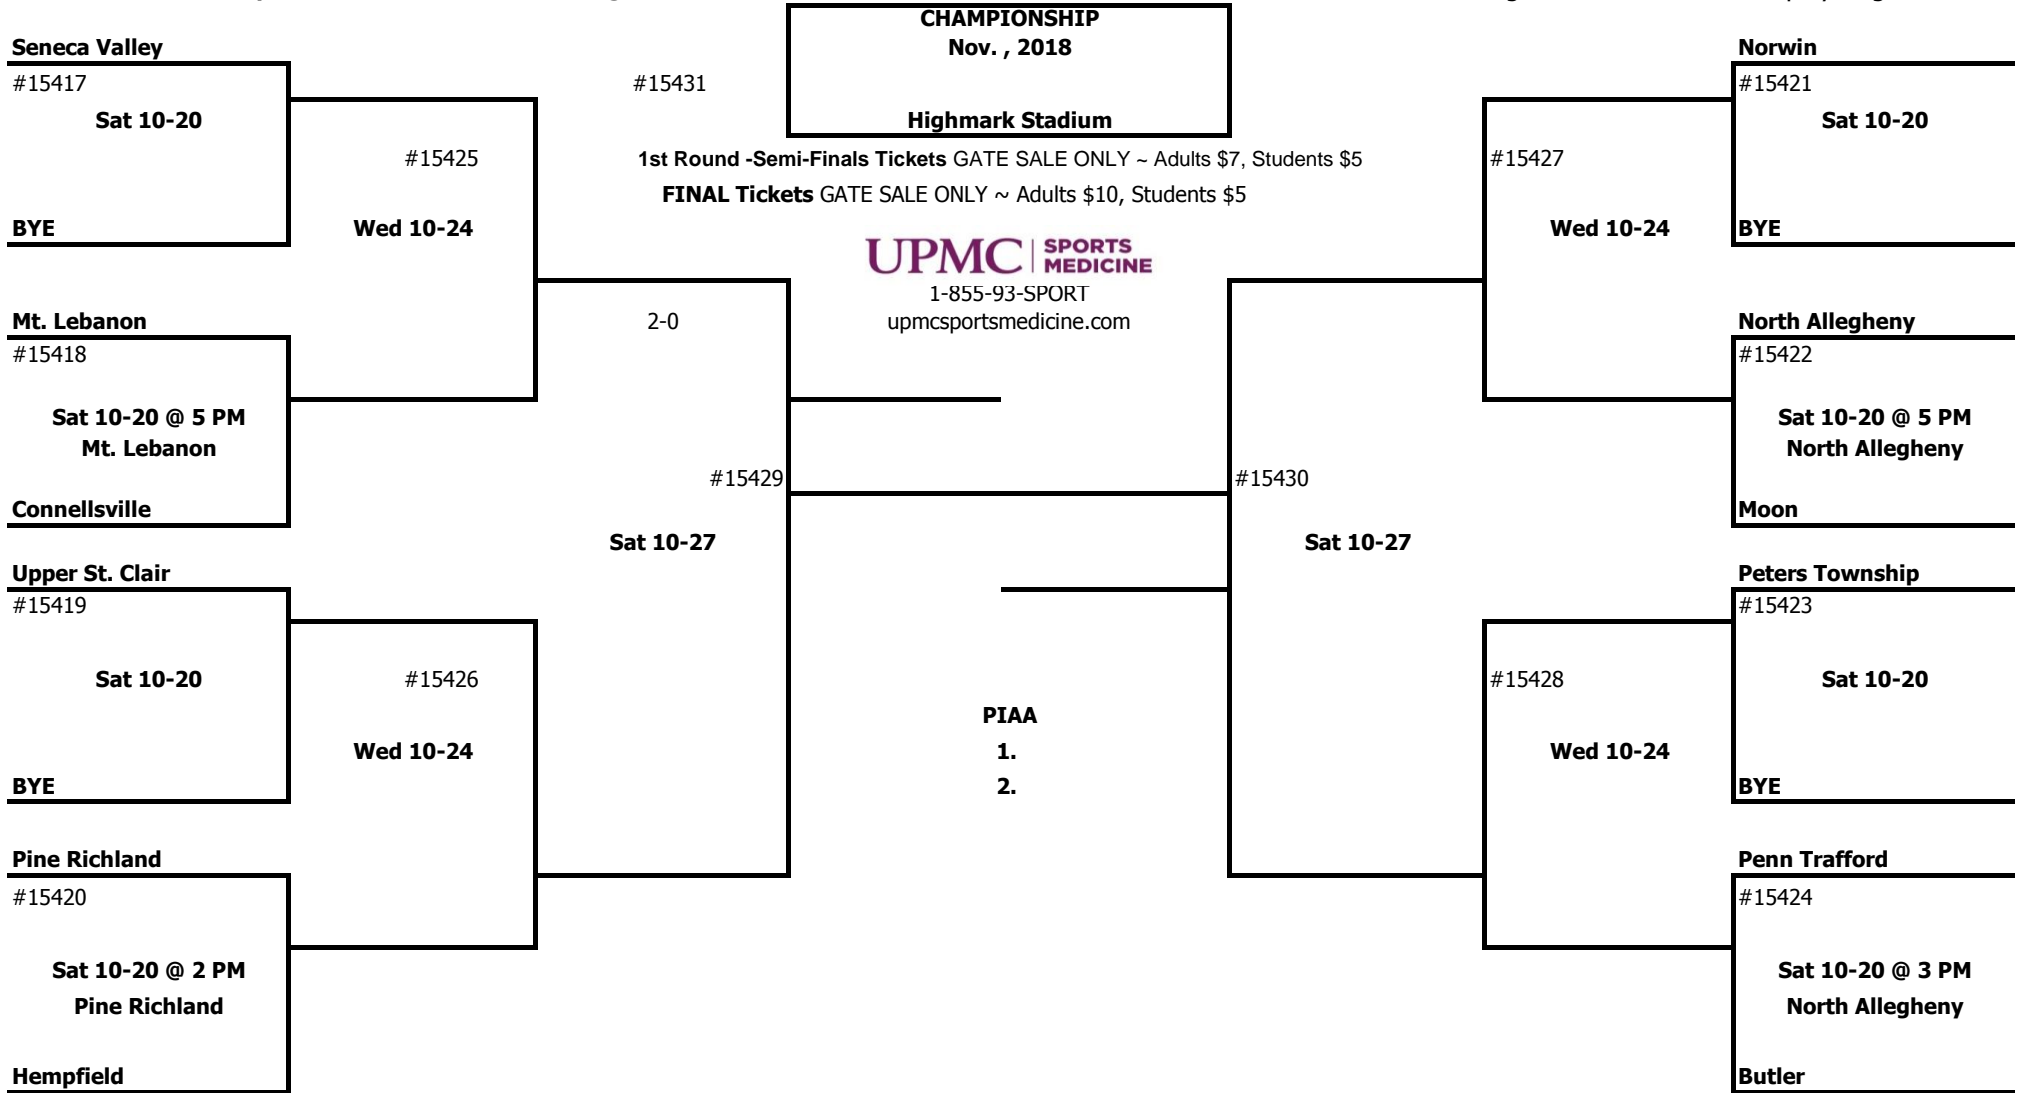 CHAMPIONSHIP
Nov. , 2018
Highmark Stadium
#15431
1st Round -Semi-Finals Tickets GATE SALE ONLY ~ Adults $7, Students $5
FINAL Tickets GATE SALE ONLY ~ Adults $10, Students $5
UPMC SPORTS MEDICINE
1-855-93-SPORT
upmcsportsmedicine.com
Seneca Valley
#15417
Sat 10-20
BYE
#15425
Wed 10-24
Mt. Lebanon
#15418
Sat 10-20 @ 5 PM
Mt. Lebanon
Connellsville
2-0
#15429
Sat 10-27
Upper St. Clair
#15419
Sat 10-20
BYE
#15426
Wed 10-24
Pine Richland
#15420
Sat 10-20 @ 2 PM
Pine Richland
Hempfield
PIAA
1.
2.
Norwin
#15421
Sat 10-20
BYE
#15427
Wed 10-24
North Allegheny
#15422
Sat 10-20 @ 5 PM
North Allegheny
Moon
#15430
Sat 10-27
Peters Township
#15423
Sat 10-20
BYE
#15428
Wed 10-24
Penn Trafford
#15424
Sat 10-20 @ 3 PM
North Allegheny
Butler